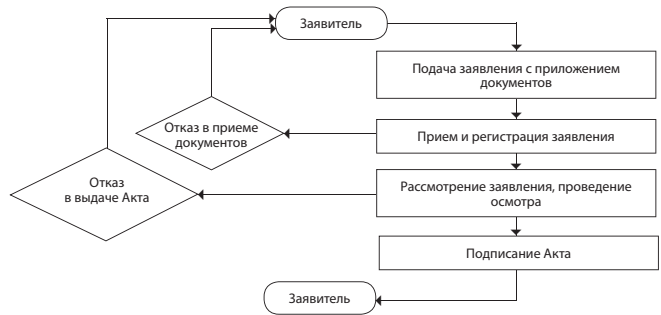 Заявитель
Подача заявления с приложением
документов
Отказ в приеме
документов
Прием и регистрация заявления
Отказ
в выдаче Акта
Рассмотрение заявления, проведение
осмотра
Подписание Акта
Заявитель